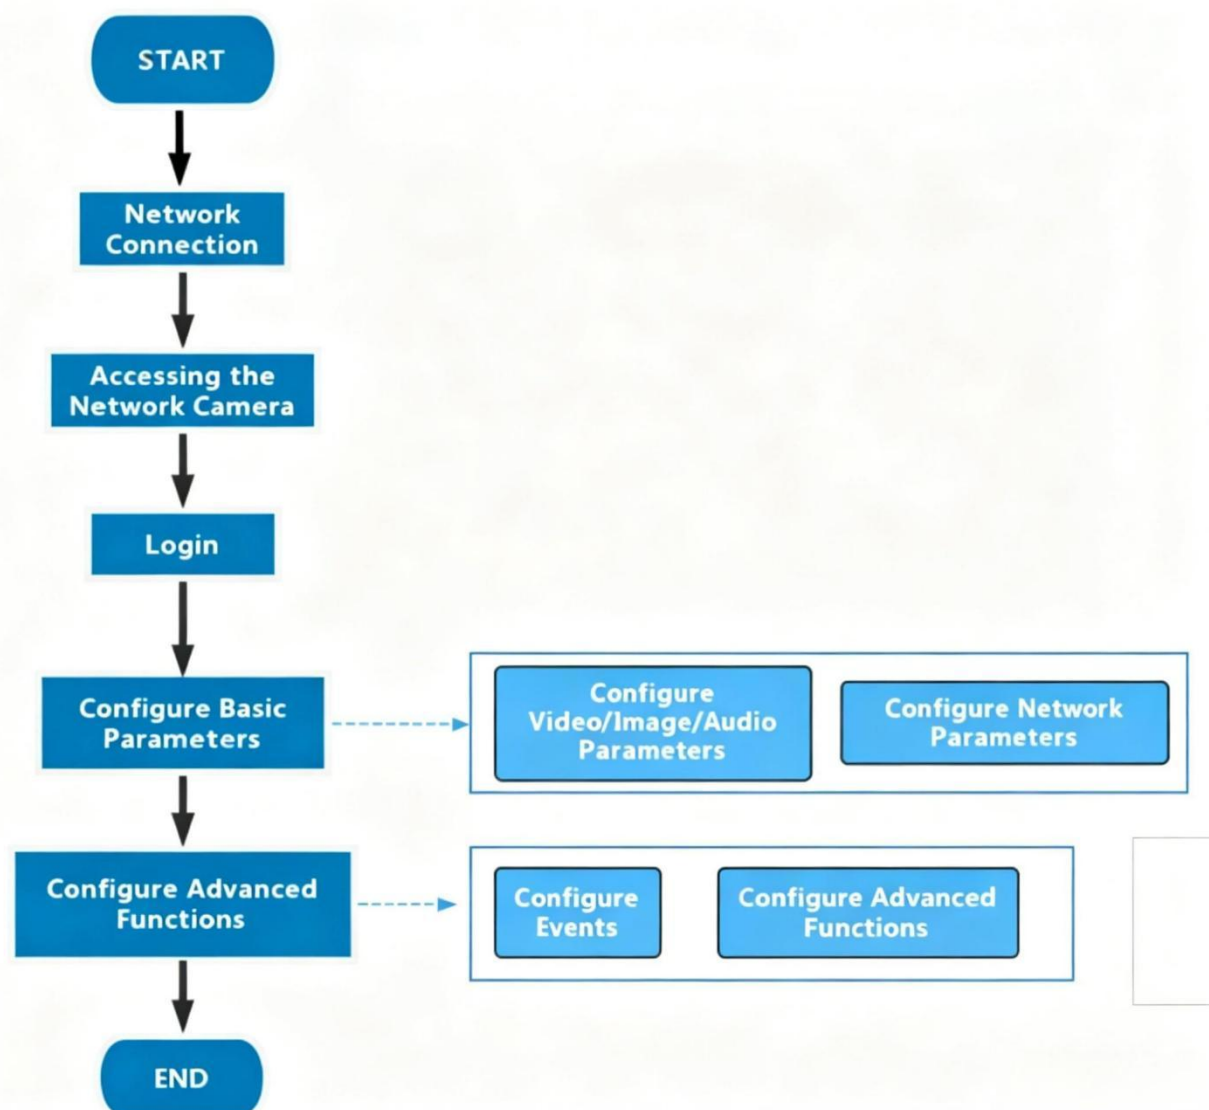 START
Network
Connection
Accessing the
Network Camera
Login
Configure Basic
Parameters
Configure
Video/Image/Audio
Parameters
Configure Network
Parameters
Configure Advanced
Functions
Configure
Events
Configure Advanced
Functions
END